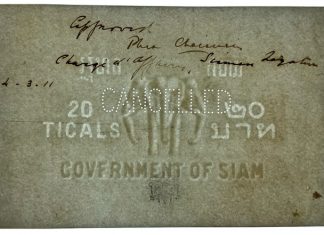 Approved
Phra
Chargé d'Affaires, Siamese Legation
4.3.11
CANCELLED
20 ๒๐
TICALS บาท
GOVERNMENT OF SIAM